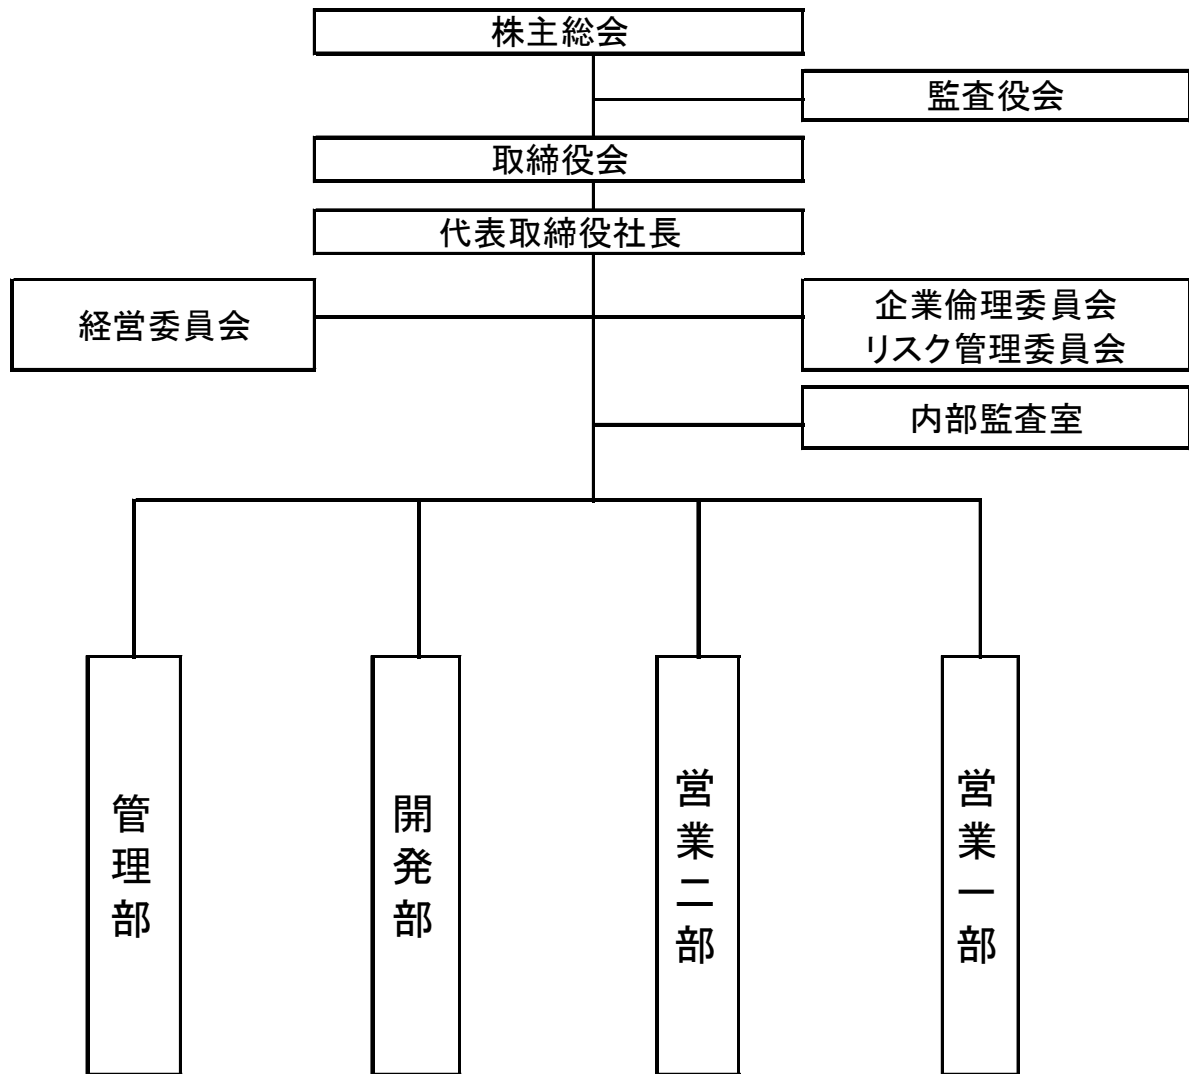 株主総会
監査役会
取締役会
代表取締役社長
経営委員会
企業倫理委員会
リスク管理委員会
内部監査室
管理部
開発部
営業二部
営業一部